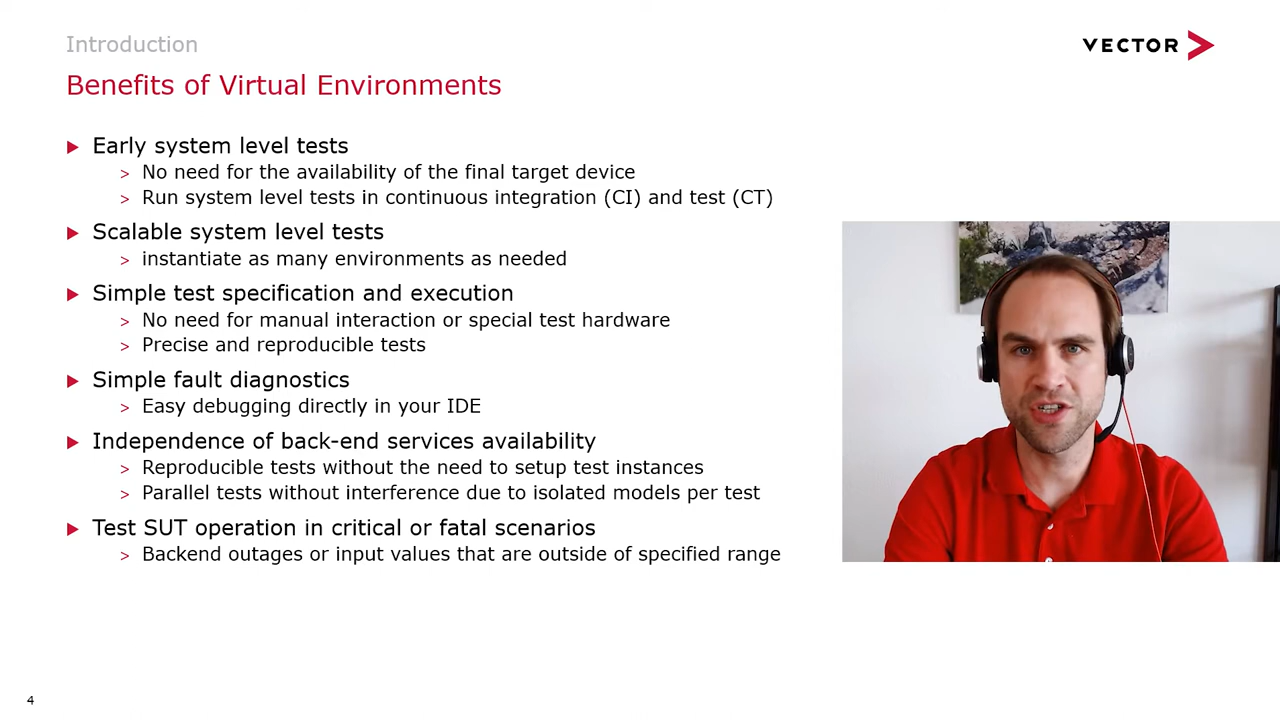 Introduction
VECTOR
Benefits of Virtual Environments
Early system level tests
> No need for the availability of the final target device
> Run system level tests in continuous integration (CI) and test (CT)
Scalable system level tests
> instantiate as many environments as needed
Simple test specification and execution
> No need for manual interaction or special test hardware
> Precise and reproducible tests
Simple fault diagnostics
> Easy debugging directly in your IDE
Independence of back-end services availability
> Reproducible tests without the need to setup test instances
> Parallel tests without interference due to isolated models per test
Test SUT operation in critical or fatal scenarios
> Backend outages or input values that are outside of specified range
4